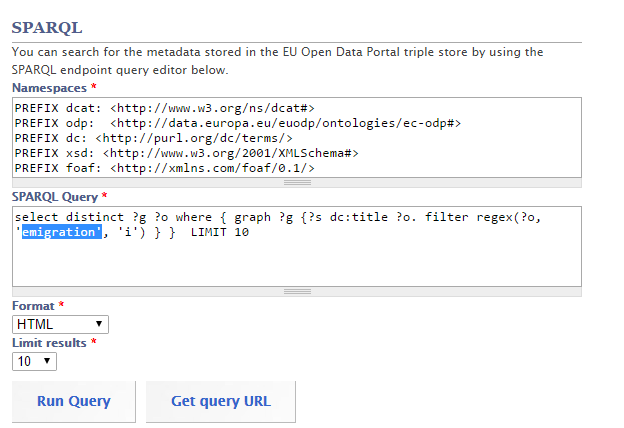 SPARQL
You can search for the metadata stored in the EU Open Data Portal triple store by using the
SPARQL endpoint query editor below.
Namespaces *
PREFIX dcat: <http://www.w3.org/ns/dcat#>
PREFIX odp:  <http://data.europa.eu/euodp/ontologies/ec-odp#>
PREFIX dc: <http://purl.org/dc/terms/>
PREFIX xsd: <http://www.w3.org/2001/XMLSchema#>
PREFIX foaf: <http://xmlns.com/foaf/0.1/>
SPARQL Query *
select distinct ?g ?o where { graph ?g {?s dc:title ?o. filter regex(?o,
'emigration', 'i') } }  LIMIT 10
Format *
HTML
Limit results *
10
Run Query Get query URL